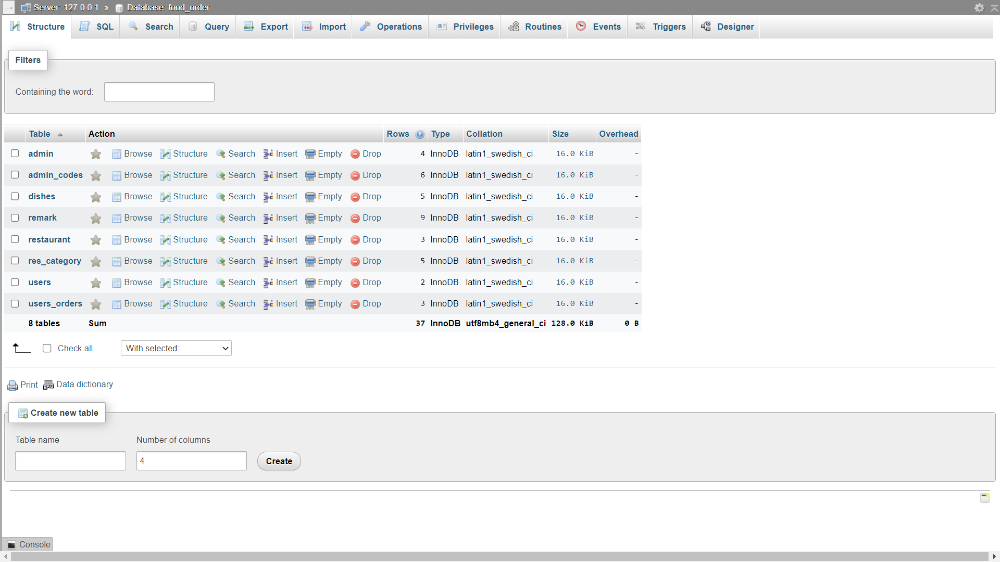 Server: 127.0.0.1 » Database: food_order
Structure SQL Search Query Export Import Operations Privileges Routines Events Triggers Designer
Filters
Containing the word:
Table Action Rows Type Collation Size Overhead
admin Browse Structure Search Insert Empty Drop 4 InnoDB latin1_swedish_ci 16.0 KiB -
admin_codes Browse Structure Search Insert Empty Drop 6 InnoDB latin1_swedish_ci 16.0 KiB -
dishes Browse Structure Search Insert Empty Drop 5 InnoDB latin1_swedish_ci 16.0 KiB -
remark Browse Structure Search Insert Empty Drop 9 InnoDB latin1_swedish_ci 16.0 KiB -
restaurant Browse Structure Search Insert Empty Drop 3 InnoDB latin1_swedish_ci 16.0 KiB -
res_category Browse Structure Search Insert Empty Drop 5 InnoDB latin1_swedish_ci 16.0 KiB -
users Browse Structure Search Insert Empty Drop 2 InnoDB latin1_swedish_ci 16.0 KiB -
users_orders Browse Structure Search Insert Empty Drop 3 InnoDB latin1_swedish_ci 16.0 KiB -
8 tables Sum 37 InnoDB utf8mb4_general_ci 128.0 KiB 0 B
Check all With selected:
Print Data dictionary
Create new table
Table name Number of columns
4 Create
Console